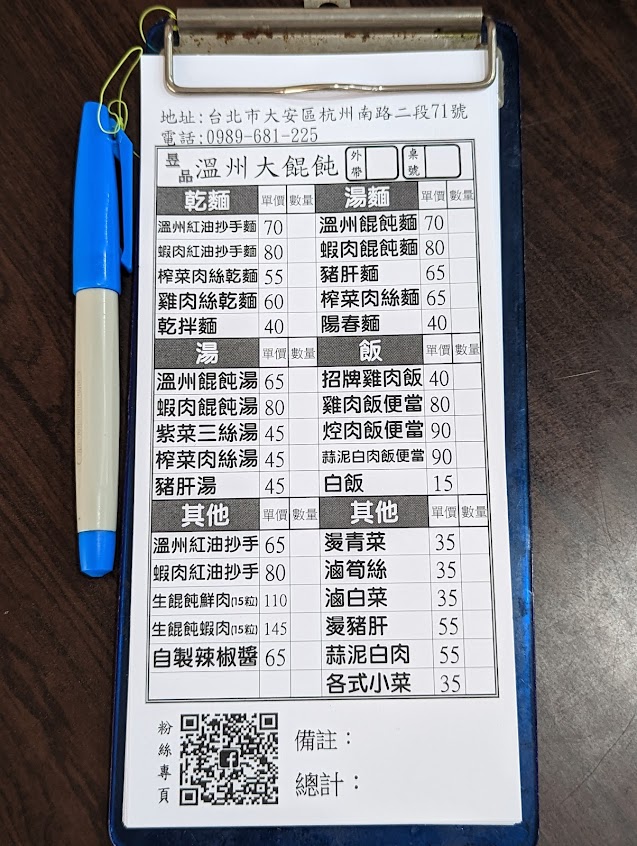 地址:台北市大安區杭州南路二段71號
電話:0989-681-225
昱品 溫州大餛飩 外帶 桌號
乾麵 單價 數量 湯麵 單價 數量
溫州紅油抄手麵 70 溫州餛飩麵 70
蝦肉紅油抄手麵 80 蝦肉餛飩麵 80
榨菜肉絲乾麵 55 豬肝麵 65
雞肉絲乾麵 60 榨菜肉絲麵 65
乾拌麵 40 陽春麵 40
湯 單價 數量 飯 單價 數量
溫州餛飩湯 65 招牌雞肉飯 40
蝦肉餛飩湯 80 雞肉飯便當 80
紫菜三絲湯 45 焢肉飯便當 90
榨菜肉絲湯 45 蒜泥白肉飯便當 90
豬肝湯 45 白飯 15
其他 單價 數量 其他 單價 數量
溫州紅油抄手 65 燙青菜 35
蝦肉紅油抄手 80 滷筍絲 35
生餛飩鮮肉(15粒) 110 滷白菜 35
生餛飩蝦肉(15粒) 145 燙豬肝 55
自製辣椒醬 65 蒜泥白肉 55
各式小菜 35
粉絲專頁
備註：
總計：